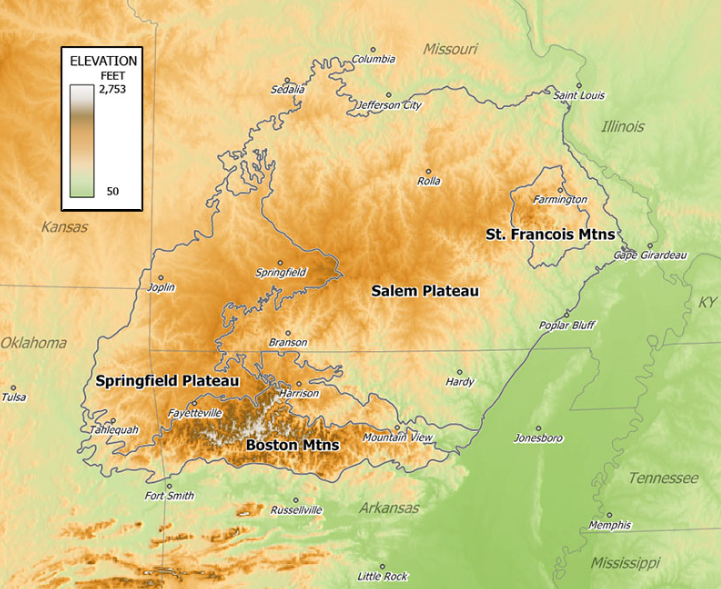 Missouri
ELEVATION
FEET
2,753
50
Columbia
Sedalia
Jefferson City
Saint Louis
Illinois
Rolla
Farmington
Kansas
St. Francois Mtns
Cape Girardeau
Springfield
Joplin
Salem Plateau
KY
Poplar Bluff
Oklahoma
Branson
Springfield Plateau
Hardy
Tulsa
Harrison
Fayetteville
Tahlequah
Boston Mtns
Mountain View
Jonesboro
Tennessee
Fort Smith
Russellville
Arkansas
Memphis
Mississippi
Little Rock